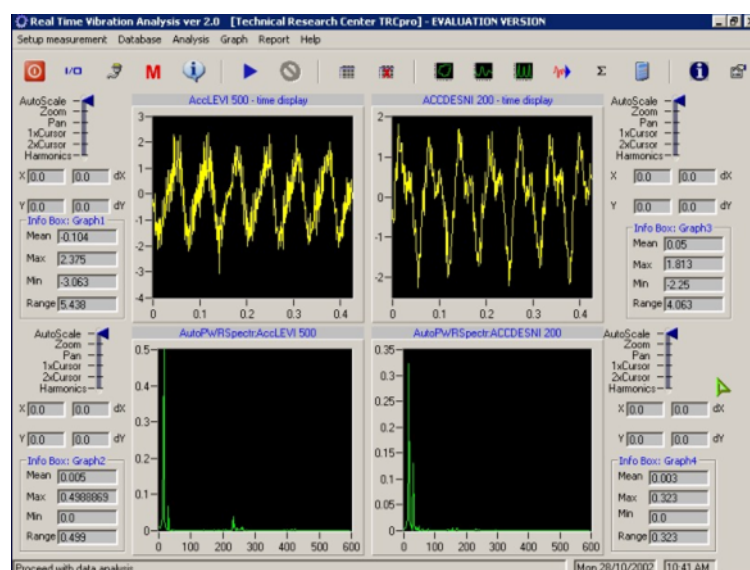 Real Time Vibration Analysis ver 2.0 [Technical Research Center TRCpro] - EVALUATION VERSION
Setup measurement Database Analysis Graph Report Help
I/O M Σ
AutoScale
Zoom
Pan
1xCursor
2xCursor
Harmonics
X 0.0 0.0 dX
Y 0.0 0.0 dY
Info Box: Graph1
Mean -0.104
Max 2.375
Min -3.063
Range 5.438
AccLEVI 500 - time display
3
2
1
0
-1
-2
-3
-4
0 0.1 0.2 0.3 0.4
ACCDESNI 200 - time display
2
1
0
-1
-2
0 0.1 0.2 0.3 0.4
AutoScale
Zoom
Pan
1xCursor
2xCursor
Harmonics
X 0.0 0.0 dX
Y 0.0 0.0 dY
Info Box: Graph3
Mean 0.05
Max 1.813
Min -2.25
Range 4.063
AutoScale
Zoom
Pan
1xCursor
2xCursor
Harmonics
X 0.0 0.0 dX
Y 0.0 0.0 dY
Info Box: Graph2
Mean 0.005
Max 0.4988869
Min 0.0
Range 0.499
AutoPWRSpectr:AccLEVI 500
0.5
0.4
0.3
0.2
0.1
0
0 100 200 300 400 500 600
AutoPWRSpectr:ACCDESNI 200
0.35
0.3
0.25
0.2
0.15
0.1
0.05
0
0 100 200 300 400 500 600
AutoScale
Zoom
Pan
1xCursor
2xCursor
Harmonics
X 0.0 0.0 dX
Y 0.0 0.0 dY
Info Box: Graph4
Mean 0.003
Max 0.323
Min 0.0
Range 0.323
Proceed with data analysis
Mon 28/10/2002 10:41 AM